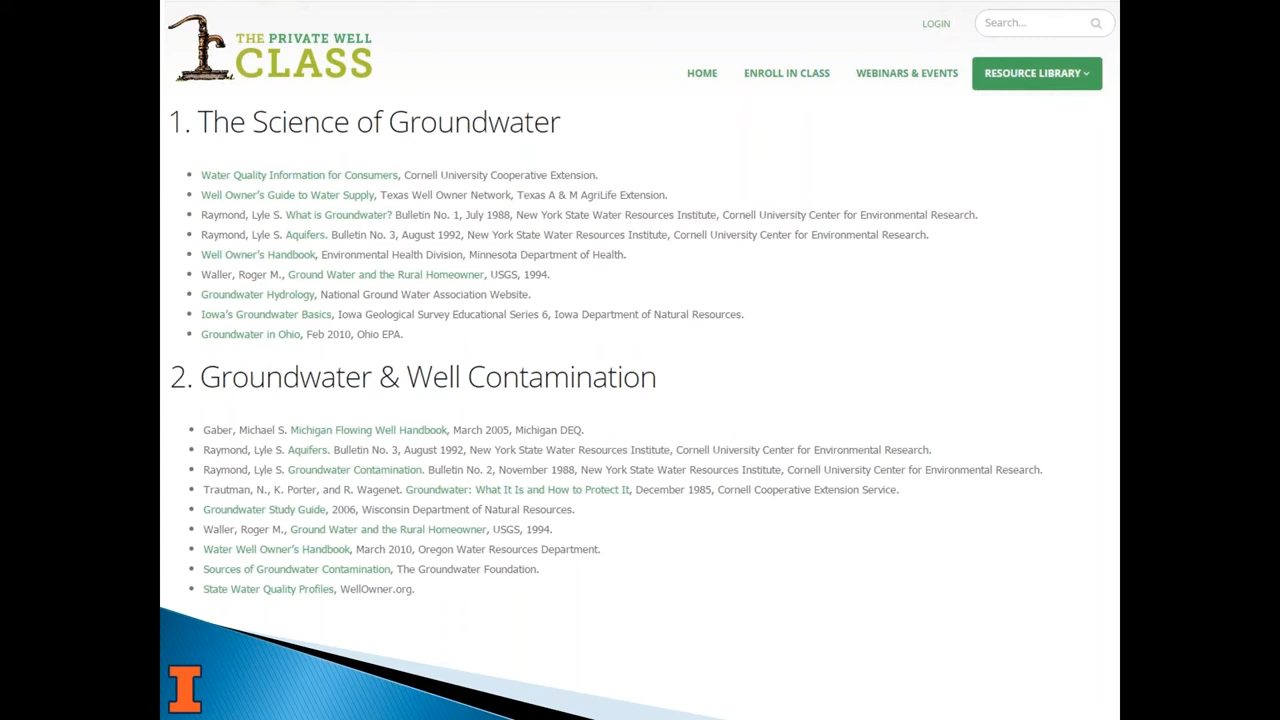 THE PRIVATE WELL
CLASS
LOGIN
Search...
HOME ENROLL IN CLASS WEBINARS & EVENTS RESOURCE LIBRARY
1. The Science of Groundwater
• Water Quality Information for Consumers, Cornell University Cooperative Extension.
• Well Owner's Guide to Water Supply, Texas Well Owner Network, Texas A & M AgriLife Extension.
• Raymond, Lyle S. What is Groundwater? Bulletin No. 1, July 1988, New York State Water Resources Institute, Cornell University Center for Environmental Research.
• Raymond, Lyle S. Aquifers. Bulletin No. 3, August 1992, New York State Water Resources Institute, Cornell University Center for Environmental Research.
• Well Owner's Handbook, Environmental Health Division, Minnesota Department of Health.
• Waller, Roger M., Ground Water and the Rural Homeowner, USGS, 1994.
• Groundwater Hydrology, National Ground Water Association Website.
• Iowa's Groundwater Basics, Iowa Geological Survey Educational Series 6, Iowa Department of Natural Resources.
• Groundwater in Ohio, Feb 2010, Ohio EPA.
2. Groundwater & Well Contamination
• Gaber, Michael S. Michigan Flowing Well Handbook, March 2005, Michigan DEQ.
• Raymond, Lyle S. Aquifers. Bulletin No. 3, August 1992, New York State Water Resources Institute, Cornell University Center for Environmental Research.
• Raymond, Lyle S. Groundwater Contamination. Bulletin No. 2, November 1988, New York State Water Resources Institute, Cornell University Center for Environmental Research.
• Trautman, N., K. Porter, and R. Wagenet. Groundwater: What It Is and How to Protect It, December 1985, Cornell Cooperative Extension Service.
• Groundwater Study Guide, 2006, Wisconsin Department of Natural Resources.
• Waller, Roger M., Ground Water and the Rural Homeowner, USGS, 1994.
• Water Well Owner's Handbook, March 2010, Oregon Water Resources Department.
• Sources of Groundwater Contamination, The Groundwater Foundation.
• State Water Quality Profiles, WellOwner.org.
I